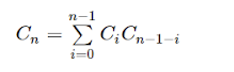 $C_n = \sum_{i=0}^{n-1} C_i C_{n-1-i}$